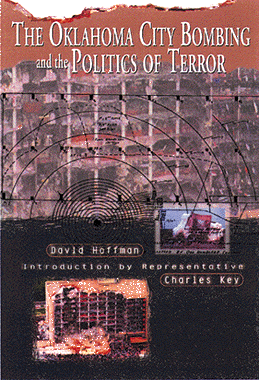 THE OKLAHOMA CITY BOMBING
and the POLITICS OF TERROR
David Hoffman
Introduction by Representative
Charles Key